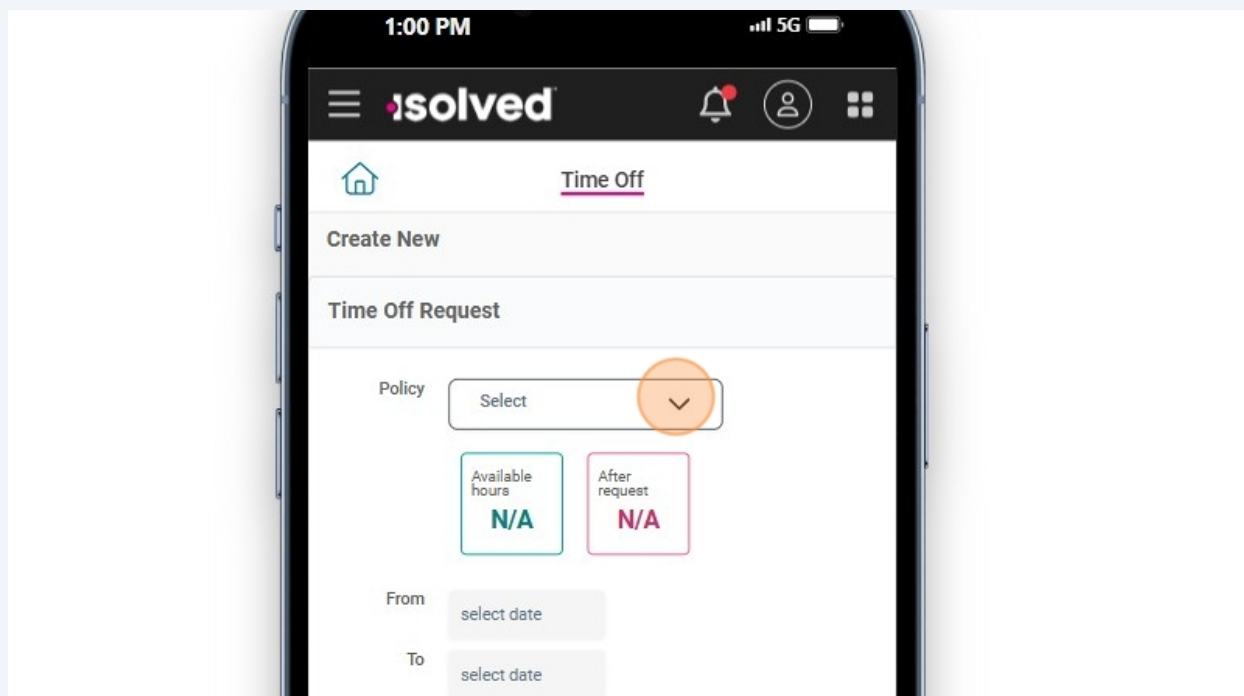 1:00 PM 5G
isolved
Time Off
Create New
Time Off Request
Policy Select
Available
hours
N/A
After
request
N/A
From select date
To select date